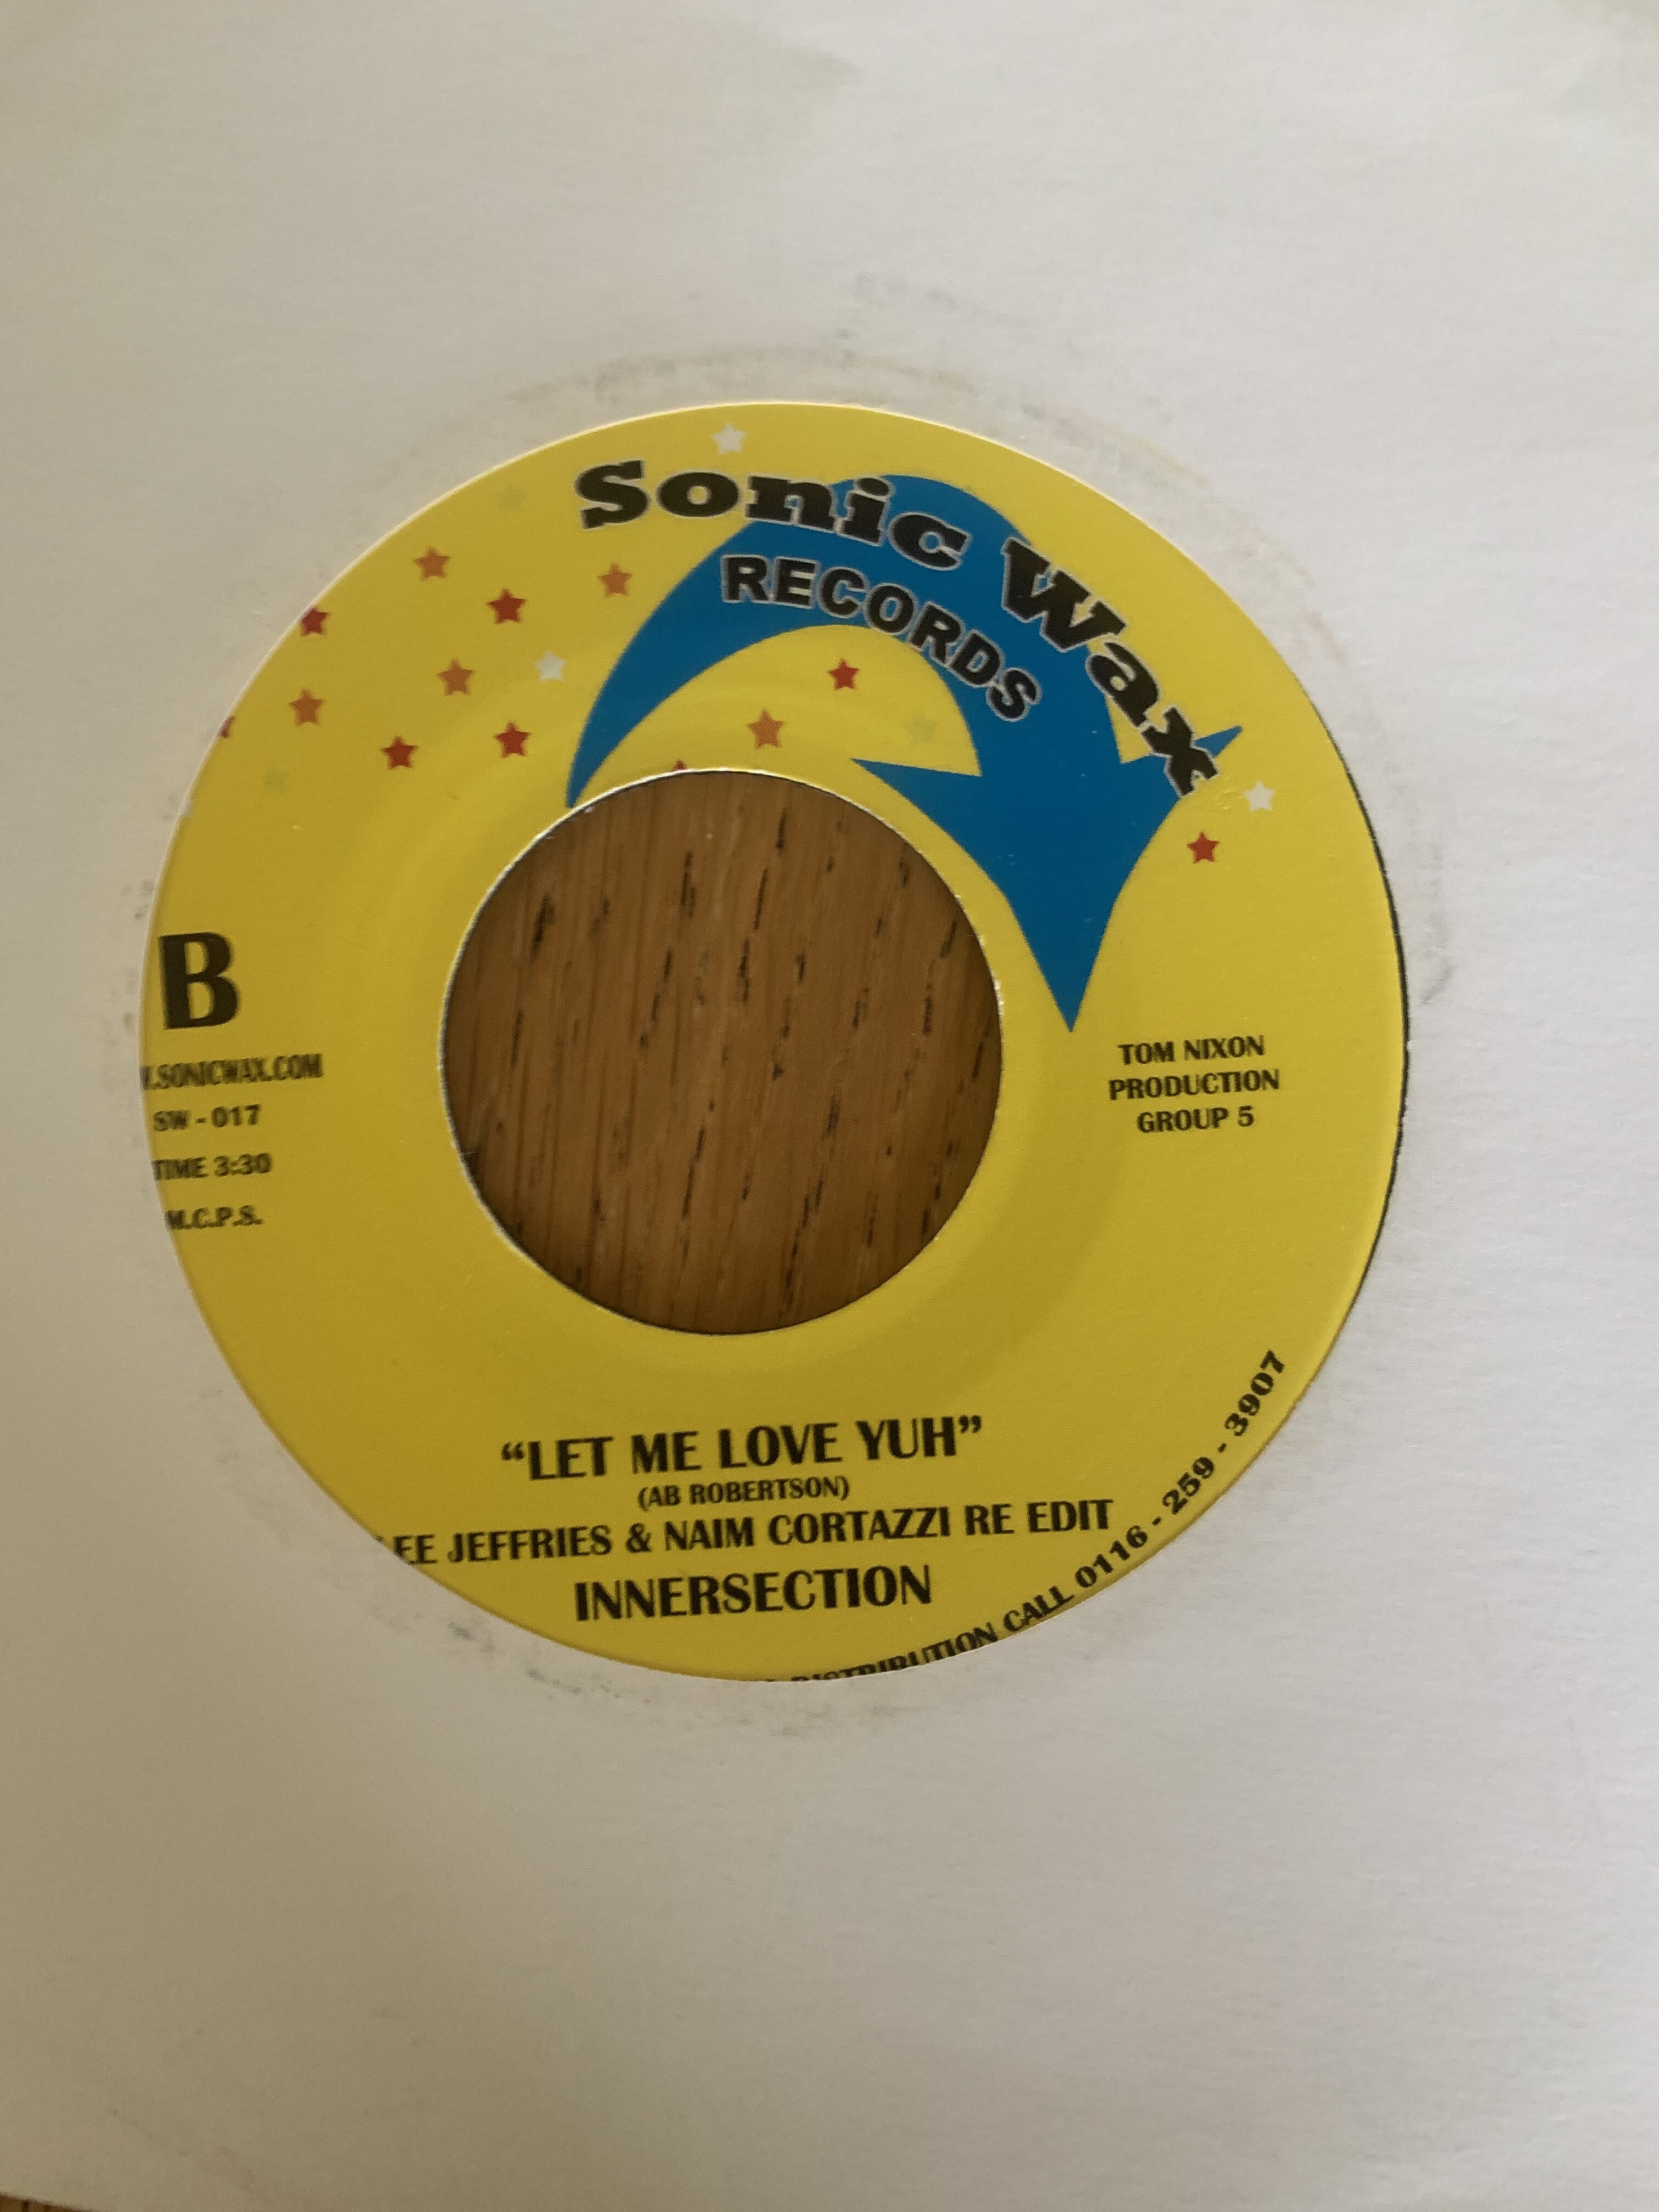 Sonic Wax
RECORDS
B
.SONICWAX.COM
SW - 017
TIME 3:30
M.C.P.S.
TOM NIXON
PRODUCTION
GROUP 5
“LET ME LOVE YUH”
(AB ROBERTSON)
EE JEFFRIES & NAIM CORTAZZI RE EDIT
INNERSECTION
DISTRIBUTION CALL 0116 - 259 - 3907